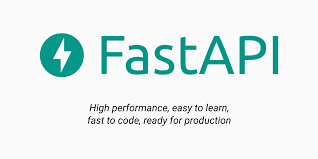 FastAPI
High performance, easy to learn,
fast to code, ready for production